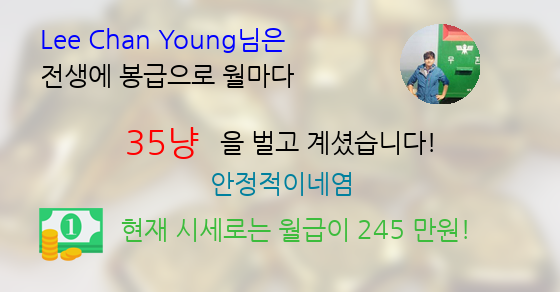 Lee Chan Young님은
전생에 봉급으로 월마다
35냥 을 벌고 계셨습니다!
안정적이네염
현재 시세로는 월급이 245 만원!